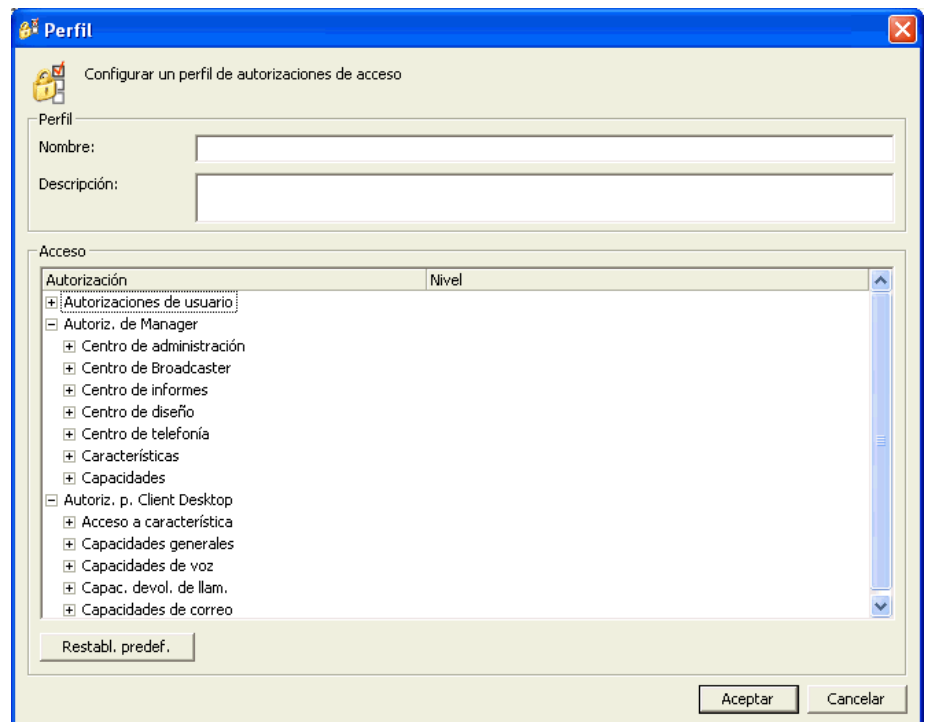 Perfil
Configurar un perfil de autorizaciones de acceso
Perfil
Nombre:
Descripción:
Acceso
Autorización Nivel
Autorizaciones de usuario
Autoriz. de Manager
Centro de administración
Centro de Broadcaster
Centro de informes
Centro de diseño
Centro de telefonía
Características
Capacidades
Autoriz. p. Client Desktop
Acceso a característica
Capacidades generales
Capacidades de voz
Capac. devol. de llam.
Capacidades de correo
Restabl. predef.
Aceptar Cancelar